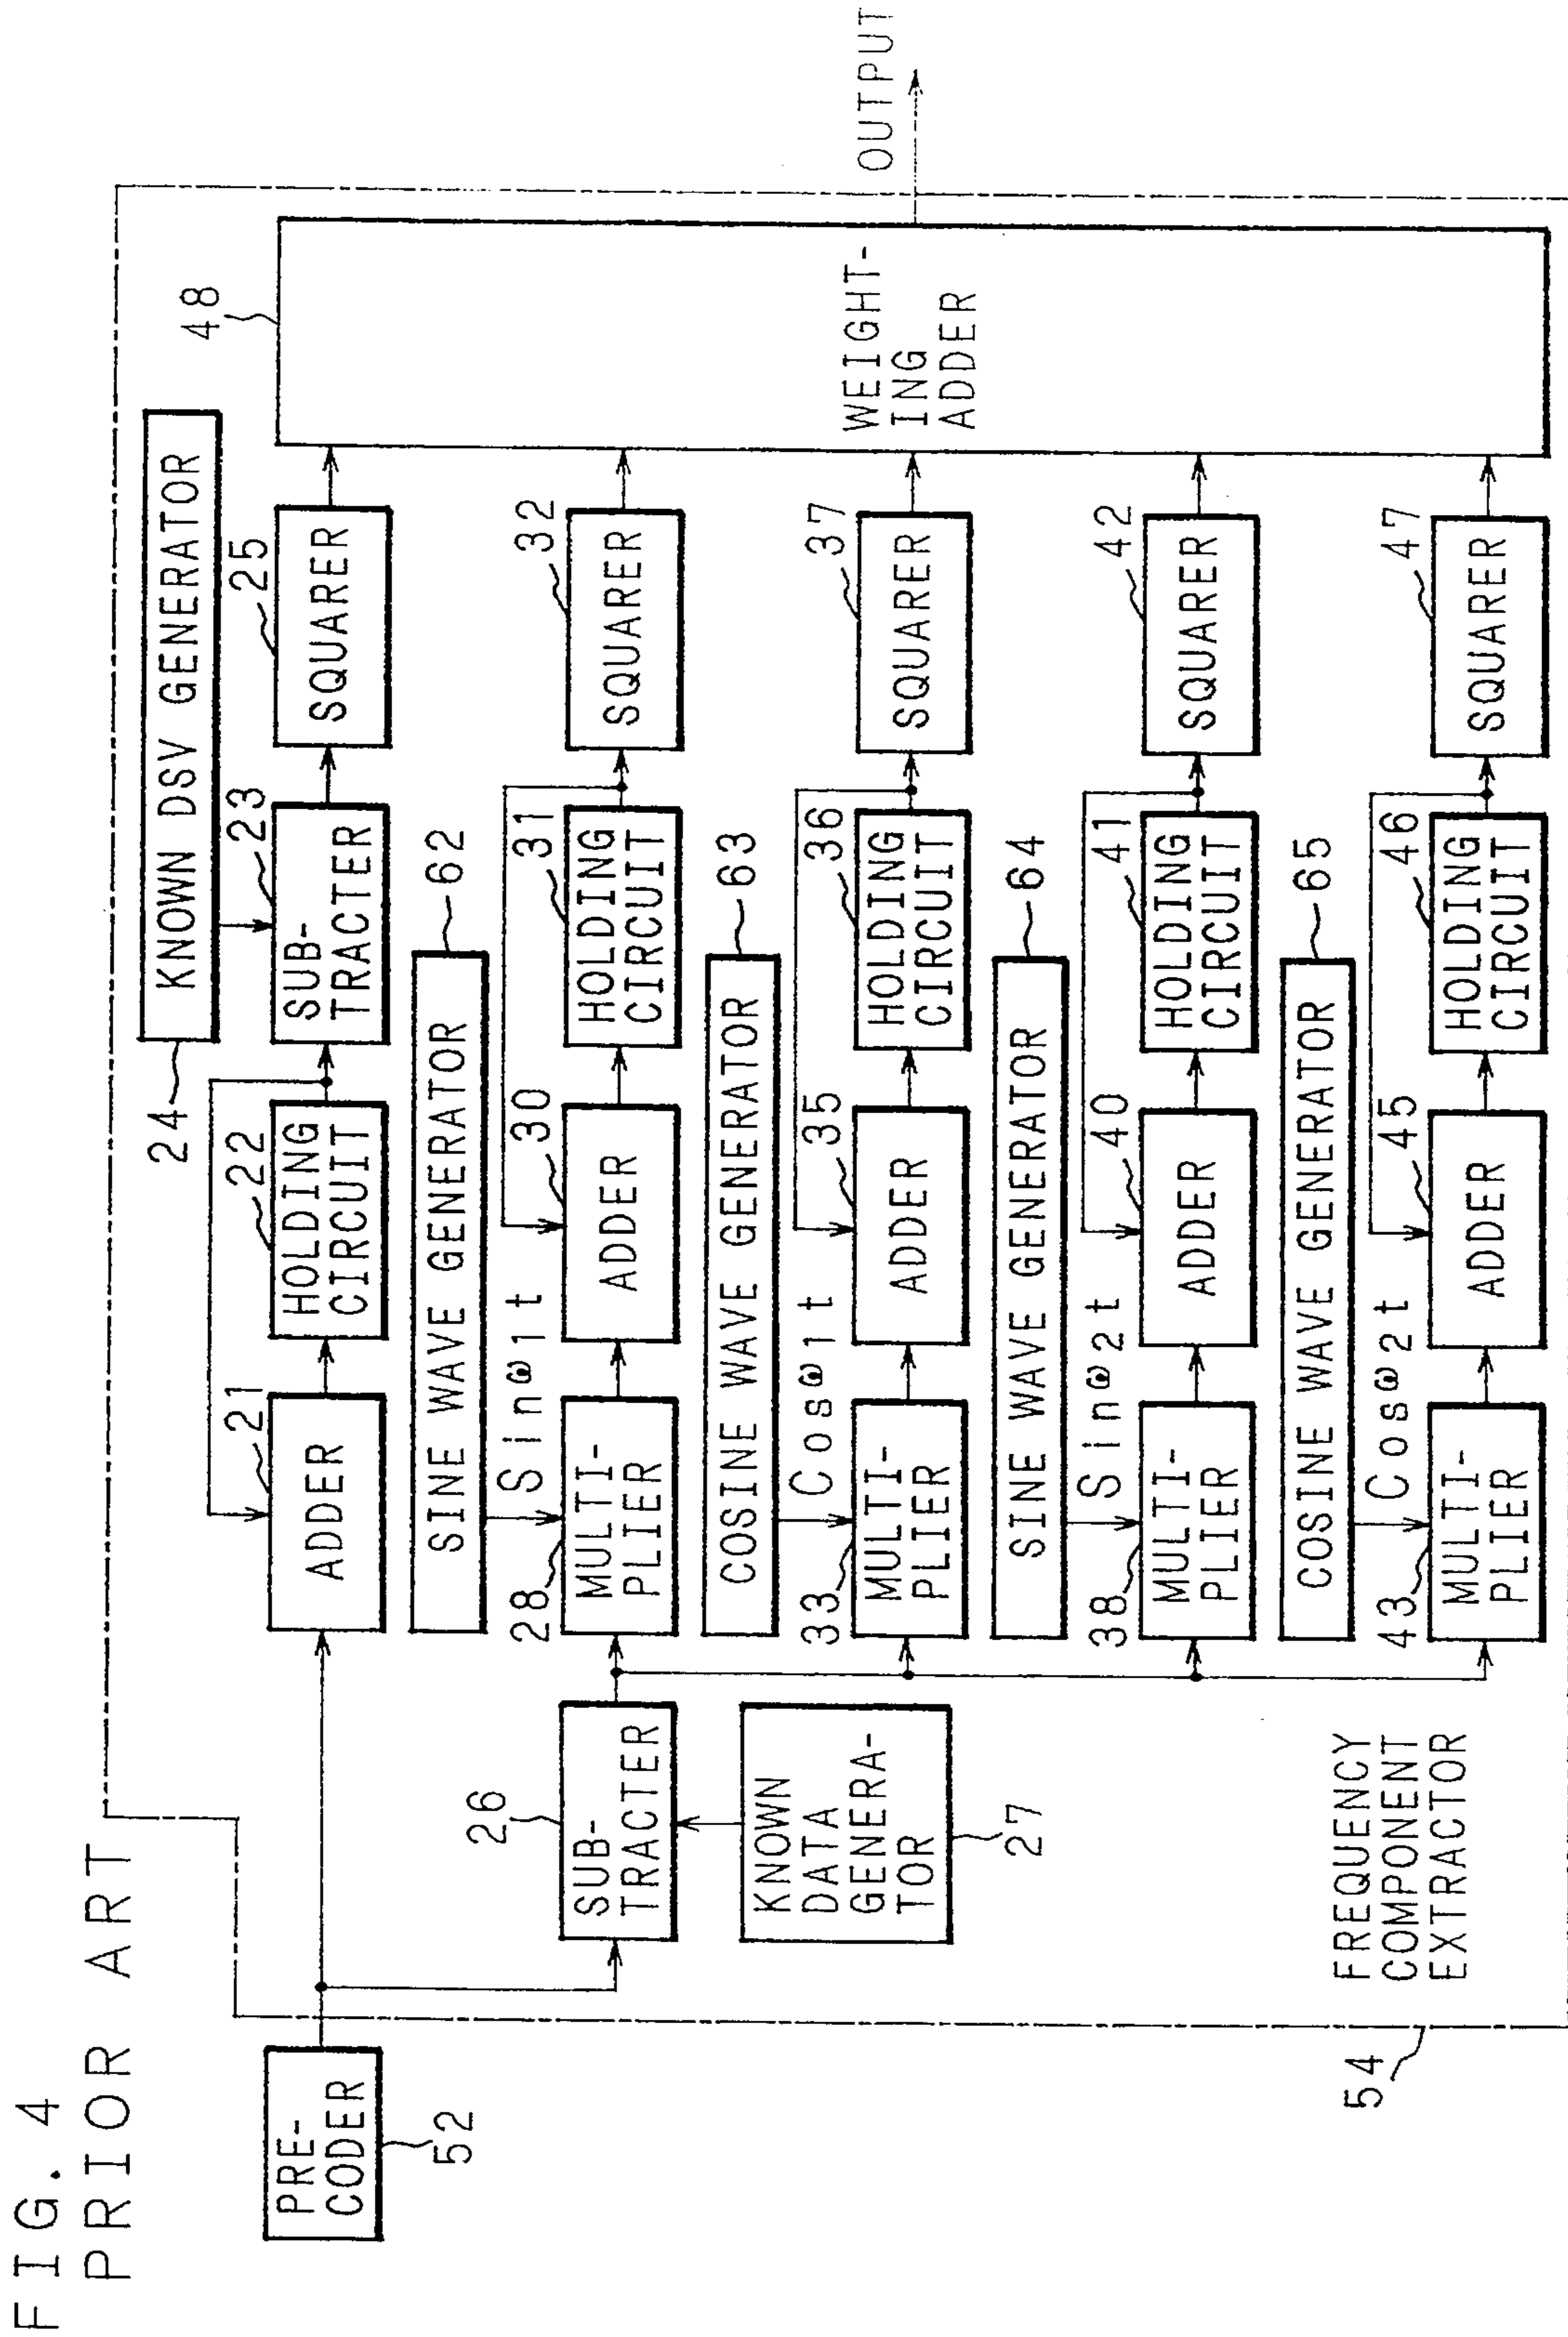 FIG. 4
PRIOR ART
24
KNOWN DSV GENERATOR
48
PRE-
CODER
52
21
ADDER
22
HOLDING
CIRCUIT
23
SUB-
TRACTER
25
SQUARER
WEIGHT-
ING
ADDER
OUTPUT
SINE WAVE GENERATOR
62
Sinω1t
26
SUB-
TRACTER
28
MULTI-
PLIER
30
ADDER
31
HOLDING
CIRCUIT
32
SQUARER
KNOWN
DATA
GENERA-
TOR
27
COSINE WAVE GENERATOR
63
Cosω1t
33
MULTI-
PLIER
35
ADDER
36
HOLDING
CIRCUIT
37
SQUARER
SINE WAVE GENERATOR
64
Sinω2t
38
MULTI-
PLIER
40
ADDER
41
HOLDING
CIRCUIT
42
SQUARER
COSINE WAVE GENERATOR
65
Cosω2t
43
MULTI-
PLIER
45
ADDER
46
HOLDING
CIRCUIT
47
SQUARER
FREQUENCY
COMPONENT
EXTRACTOR
54